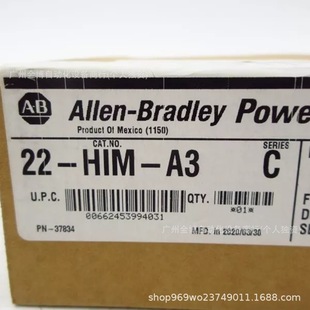 A-B
Allen-Bradley Powe
Product Of Mexico (1150)
CAT.NO. SERIES
22-HIM-A3 C
U.P.C. QTY.
00662453994031 *01*
PN-37834 MFD. in 2020/03/30
shop969wo23749011.1688.com